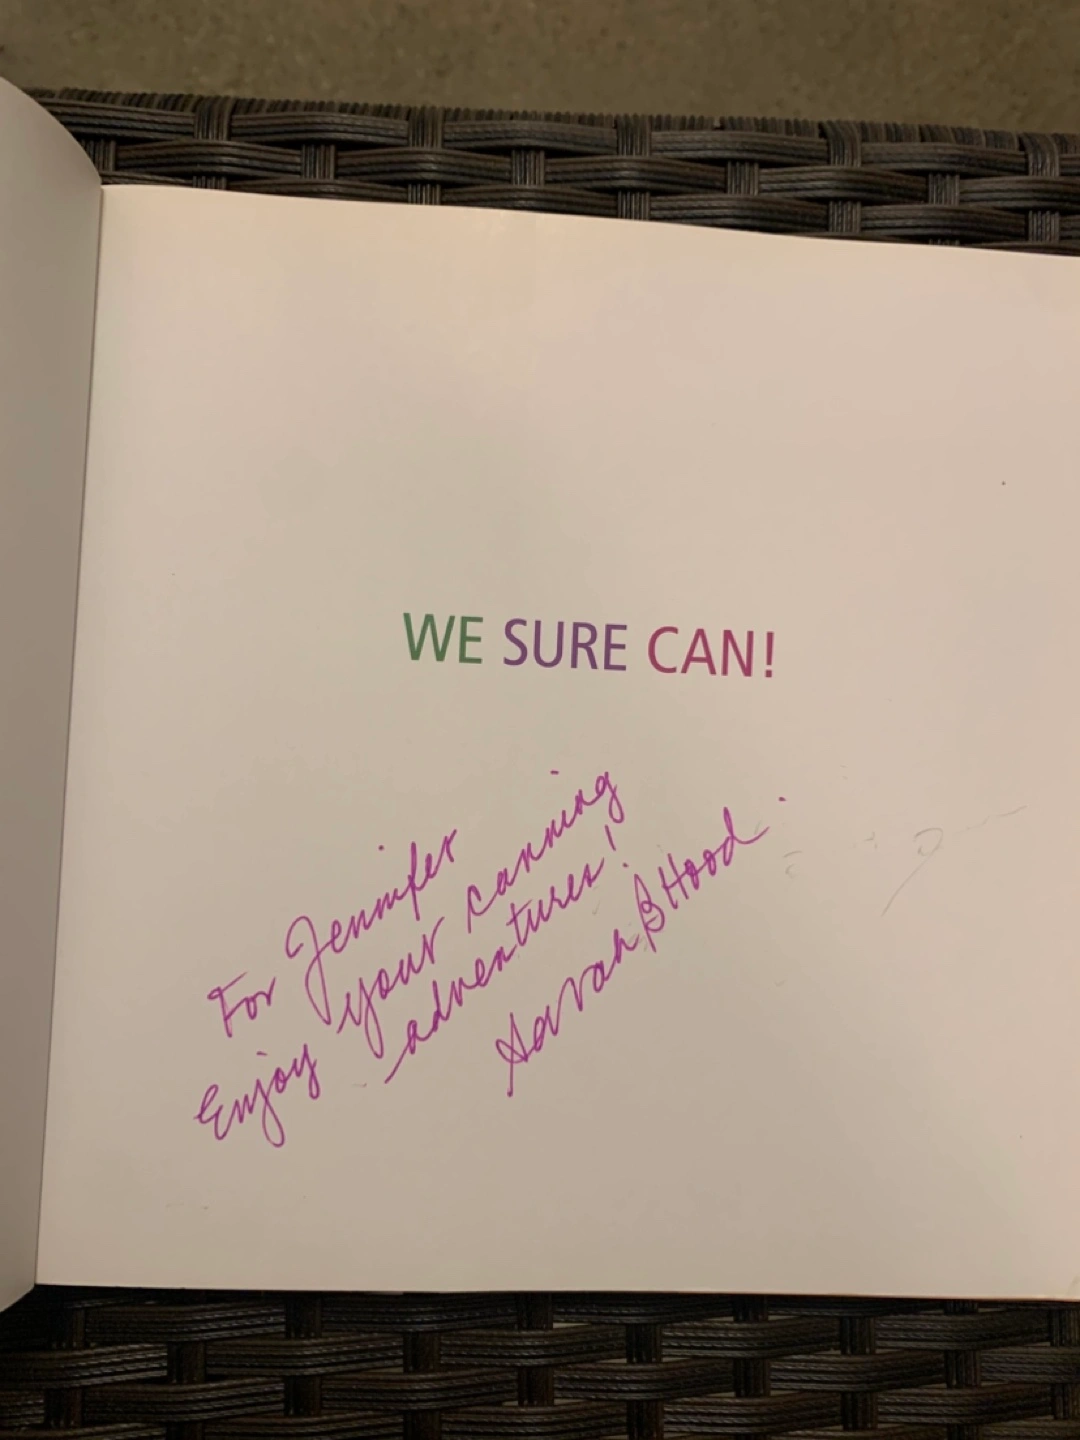 WE SURE CAN!
For Jennifer
Enjoy your canning
adventures!
Sarah B Hood